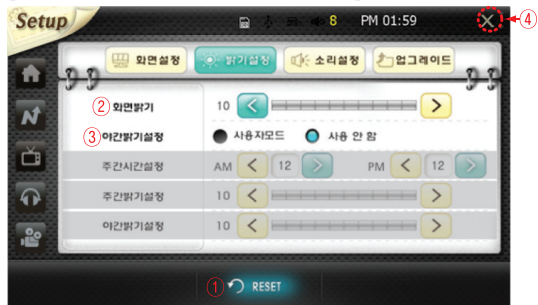 Setup 8 PM 01:59 ④
화면설정 밝기설정 소리설정 업그레이드
② 화면밝기 10
③ 야간밝기설정 사용자모드 사용 안 함
주간시간설정 AM 12 PM 12
주간밝기설정 10
야간밝기설정 10
① RESET